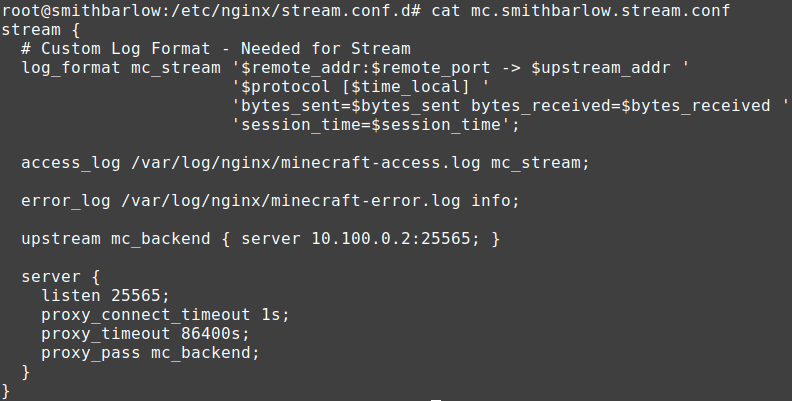 root@smithbarlow:/etc/nginx/stream.conf.d# cat mc.smithbarlow.stream.conf
stream {
  # Custom Log Format - Needed for Stream
  log_format mc_stream '$remote_addr:$remote_port -> $upstream_addr '
                       '$protocol [$time_local] '
                       'bytes_sent=$bytes_sent bytes_received=$bytes_received '
                       'session_time=$session_time';

  access_log /var/log/nginx/minecraft-access.log mc_stream;

  error_log /var/log/nginx/minecraft-error.log info;

  upstream mc_backend { server 10.100.0.2:25565; }

  server {
    listen 25565;
    proxy_connect_timeout 1s;
    proxy_timeout 86400s;
    proxy_pass mc_backend;
  }
}